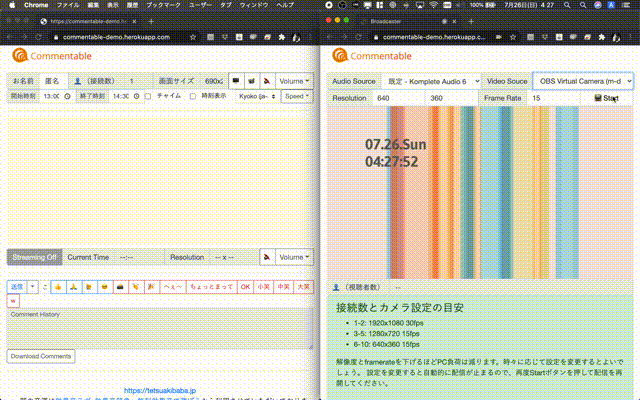 Chrome ファイル 編集 表示 履歴 ブックマーク ユーザー タブ ウィンドウ ヘルプ
100% 7月26日(日) 4 27
https://commentable-demo.herokuapp.com
commentable-demo.herokuapp.com
Commentable
お名前 匿名 (接続数) 1 画面サイズ 690x Volume
開始時刻 13:00 終了時刻 14:30 チャイム 時刻表示 Kyoko (ja- Speed
Streaming Off Current Time --:-- Resolution -- x -- Volume
送信 こ へぇ〜 ちょっとまって OK 小笑 中笑 大笑
w
Comment History
Download Comments
https://tetsuakibaba.jp
Broadcaster
commentable-demo.herokuapp.c...
Commentable
Audio Source 既定 - Komplete Audio 6 Video Souce OBS Virtual Camera (m-d
Resolution 640 360 Frame Rate 15 Start
07.26.Sun
04:27:52
(視聴者数) --
接続数とカメラ設定の目安
1-2: 1920x1080 30fps
3-5: 1280x720 15fps
6-10: 640x360 15fps
解像度とframerateを下げるほどPC負荷は減ります。時々に応じて設定を変更するとよいでし
ょう。 設定を変更すると自動的に配信が止まるので、再度Startボタンを押して配信を再
開してください。